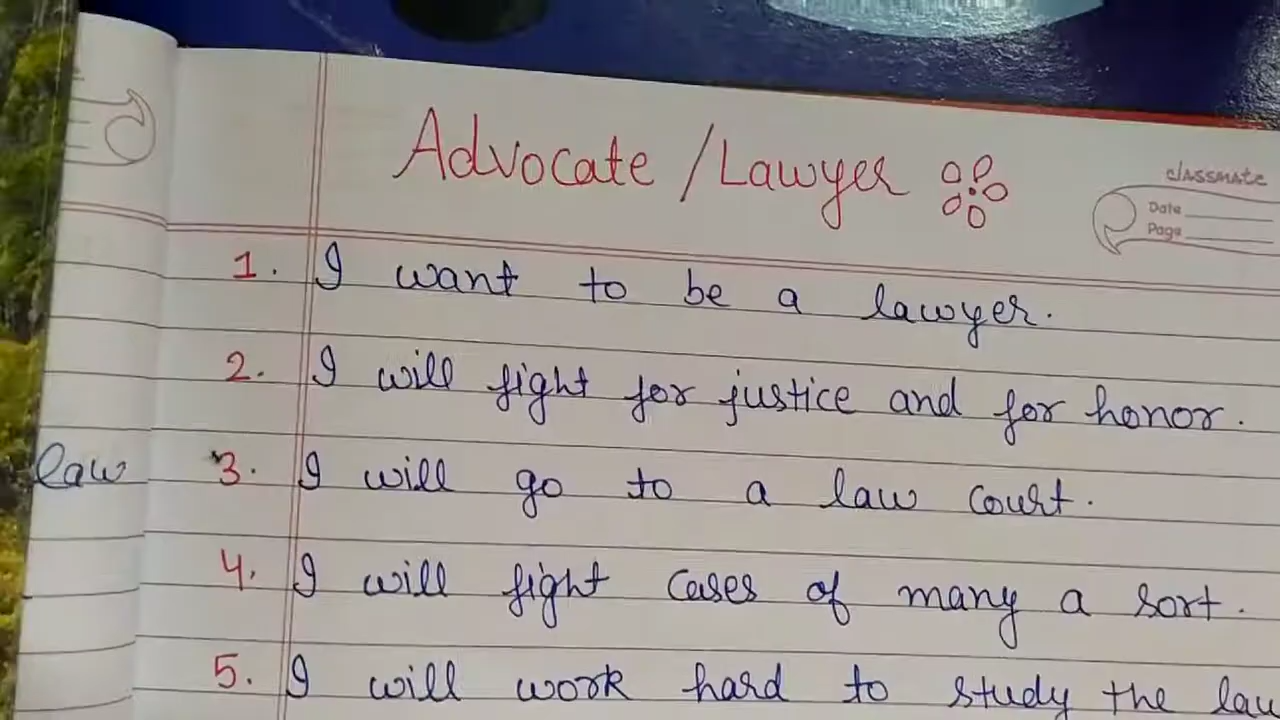 Advocate / Lawyer
classmate
Date
Page
1. I want to be a lawyer.
2. I will fight for justice and for honor.
law
3. I will go to a law court.
4. I will fight cases of many a sort.
5. I will work hard to study the law